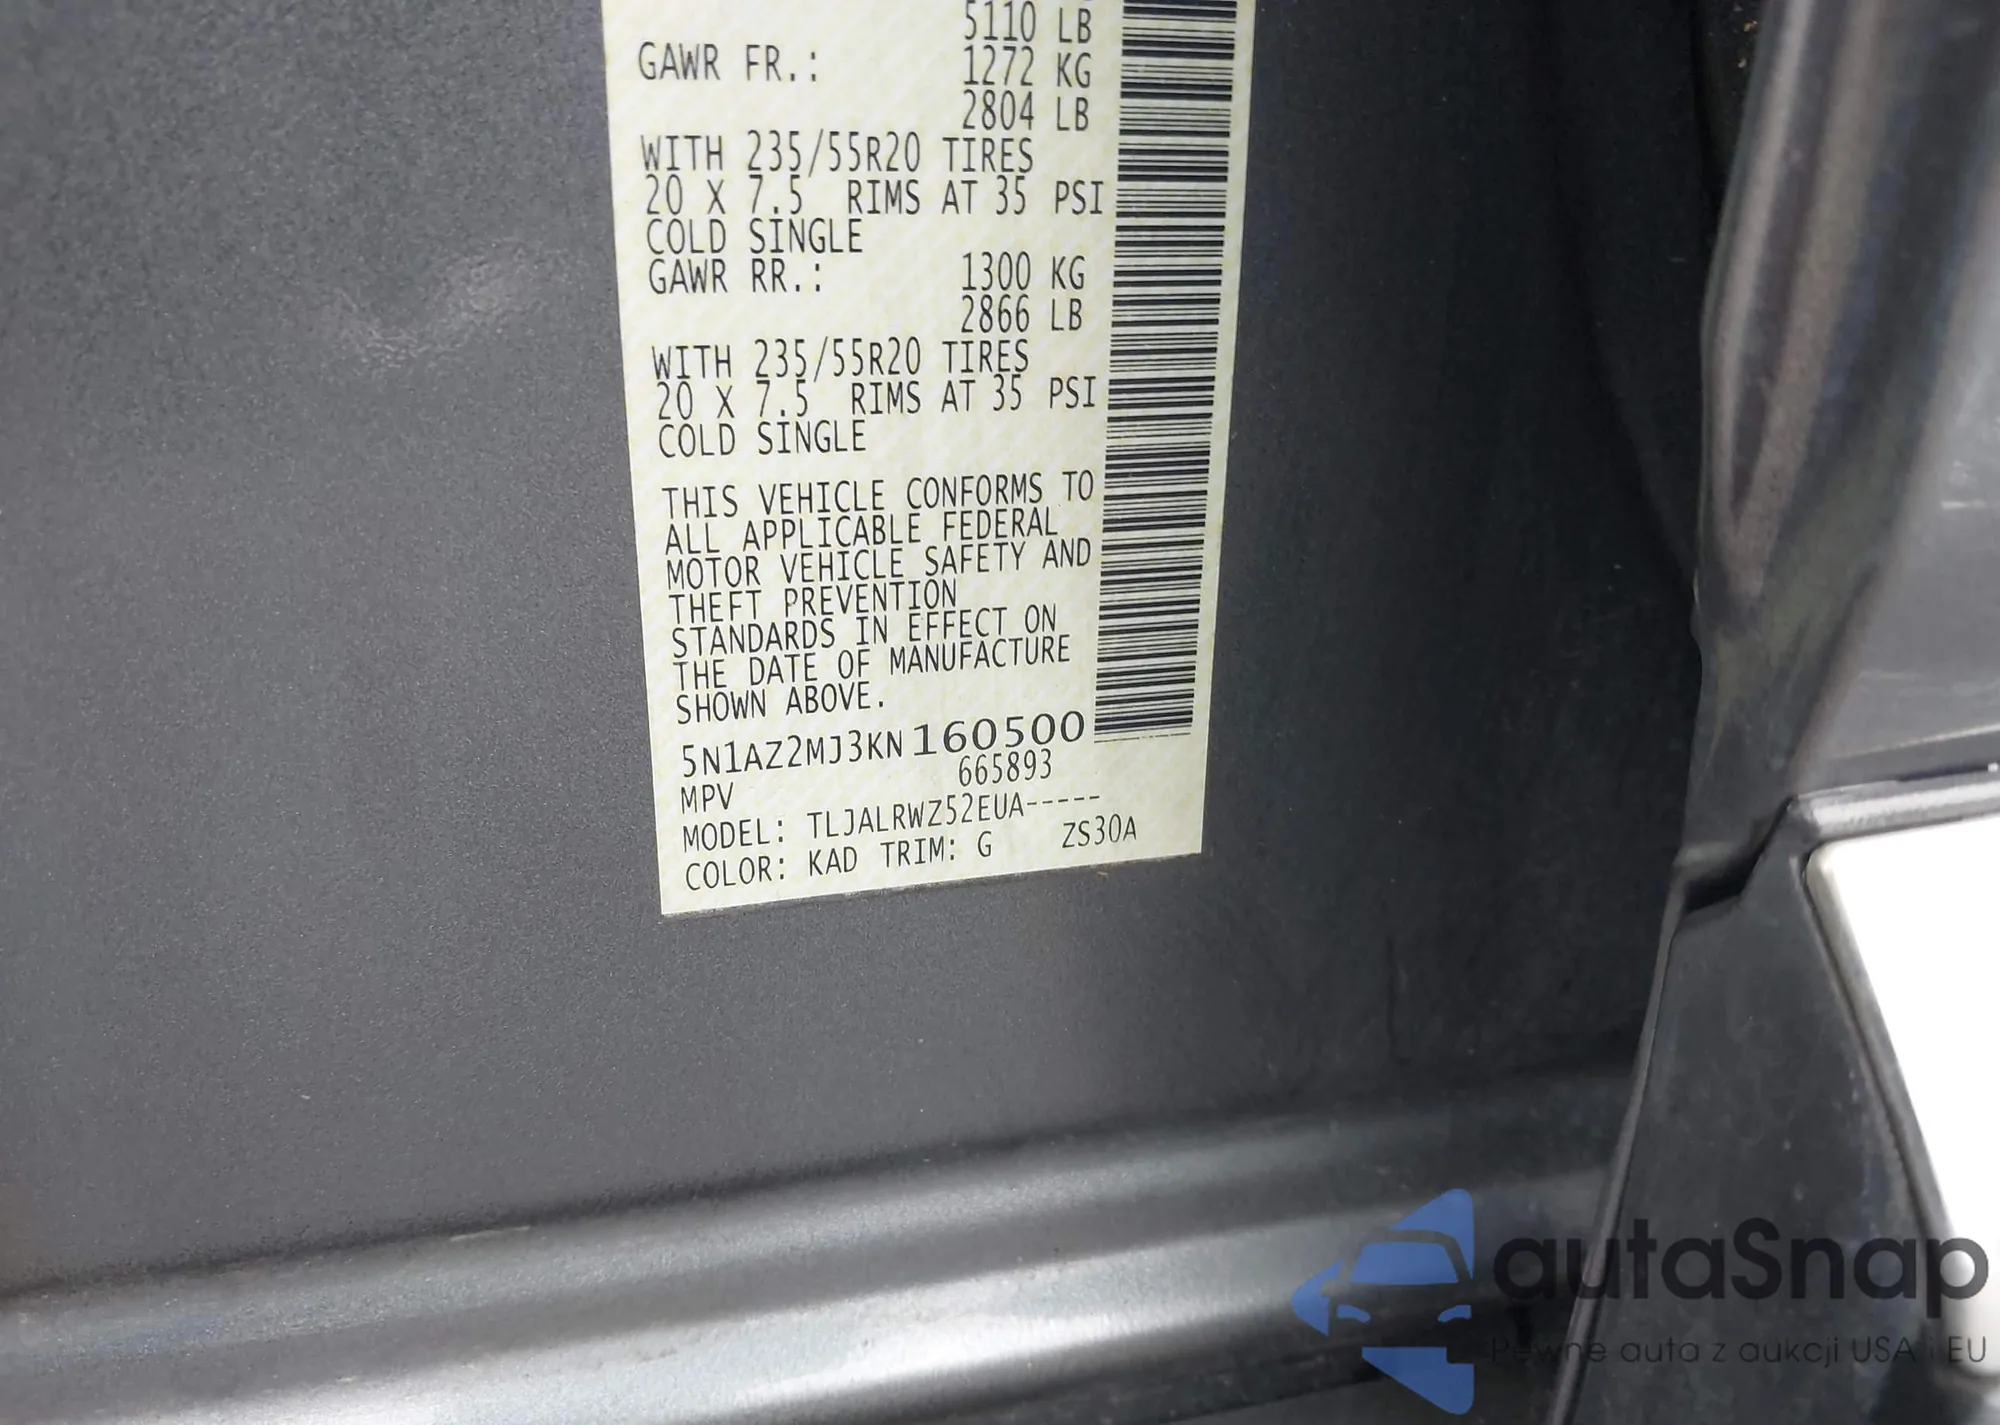 5110 LB
GAWR FR.: 1272 KG
2804 LB
WITH 235/55R20 TIRES
20 X 7.5 RIMS AT 35 PSI
COLD SINGLE
GAWR RR.: 1300 KG
2866 LB
WITH 235/55R20 TIRES
20 X 7.5 RIMS AT 35 PSI
COLD SINGLE
THIS VEHICLE CONFORMS TO
ALL APPLICABLE FEDERAL
MOTOR VEHICLE SAFETY AND
THEFT PREVENTION
STANDARDS IN EFFECT ON
THE DATE OF MANUFACTURE
SHOWN ABOVE.
5N1AZ2MJ3KN160500
665893
MPV
MODEL: TLJALRWZ52EUA-----
COLOR: KAD TRIM: G ZS30A
autaSnap
Pewne auta z aukcji USA i EU